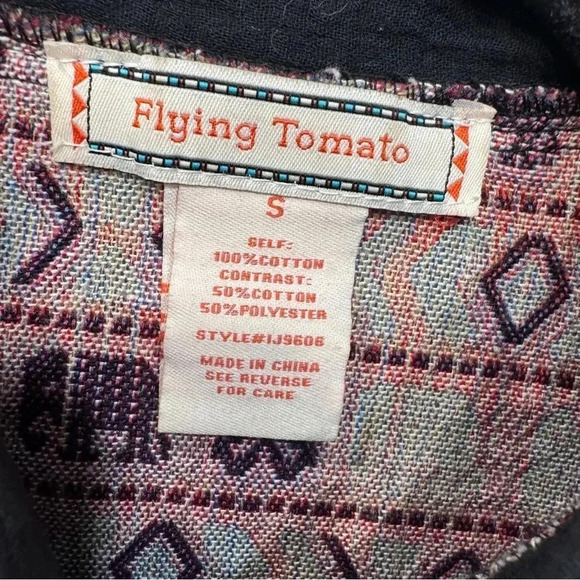 Flying Tomato
S
SELF:
100%COTTON
CONTRAST:
50%COTTON
50%POLYESTER
STYLE#IJ9606
MADE IN CHINA
SEE REVERSE
FOR CARE